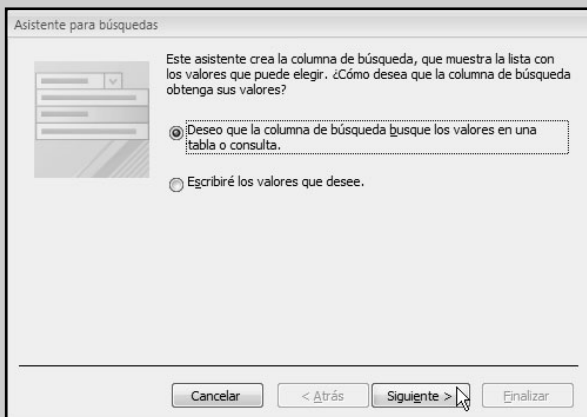 Asistente para búsquedas
Este asistente crea la columna de búsqueda, que muestra la lista con
los valores que puede elegir. ¿Cómo desea que la columna de búsqueda
obtenga sus valores?
Deseo que la columna de búsqueda busque los valores en una
tabla o consulta.
Escribiré los valores que desee.
Cancelar < Atrás Siguiente > Finalizar